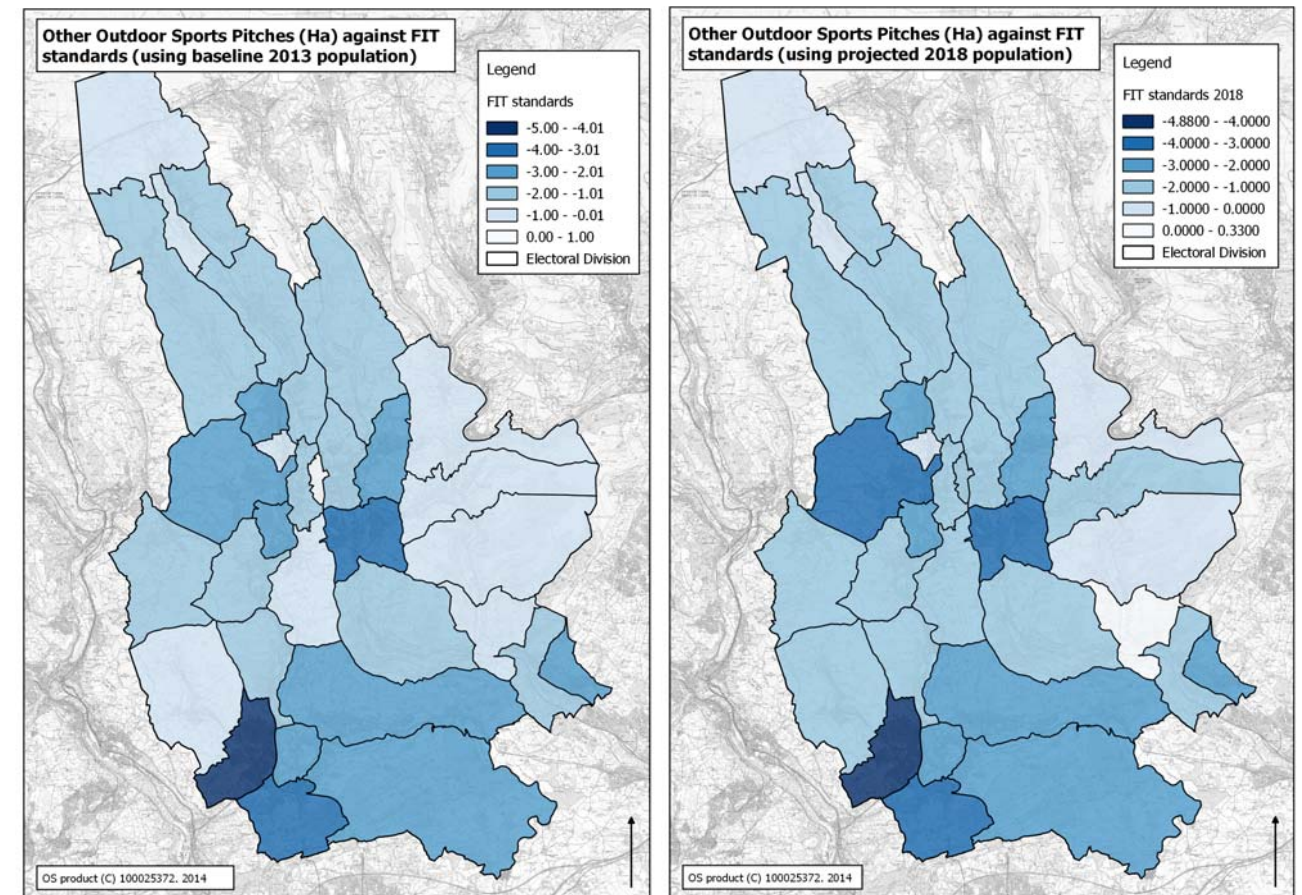 Other Outdoor Sports Pitches (Ha) against FIT
standards (using baseline 2013 population)
Legend
FIT standards
-5.00 - -4.01
-4.00- -3.01
-3.00 - -2.01
-2.00 - -1.01
-1.00 - -0.01
0.00 - 1.00
Electoral Division
OS product (C) 100025372. 2014
Other Outdoor Sports Pitches (Ha) against FIT
standards (using projected 2018 population)
Legend
FIT standards 2018
-4.8800 - -4.0000
-4.0000 - -3.0000
-3.0000 - -2.0000
-2.0000 - -1.0000
-1.0000 - 0.0000
0.0000 - 0.3300
Electoral Division
OS product (C) 100025372. 2014